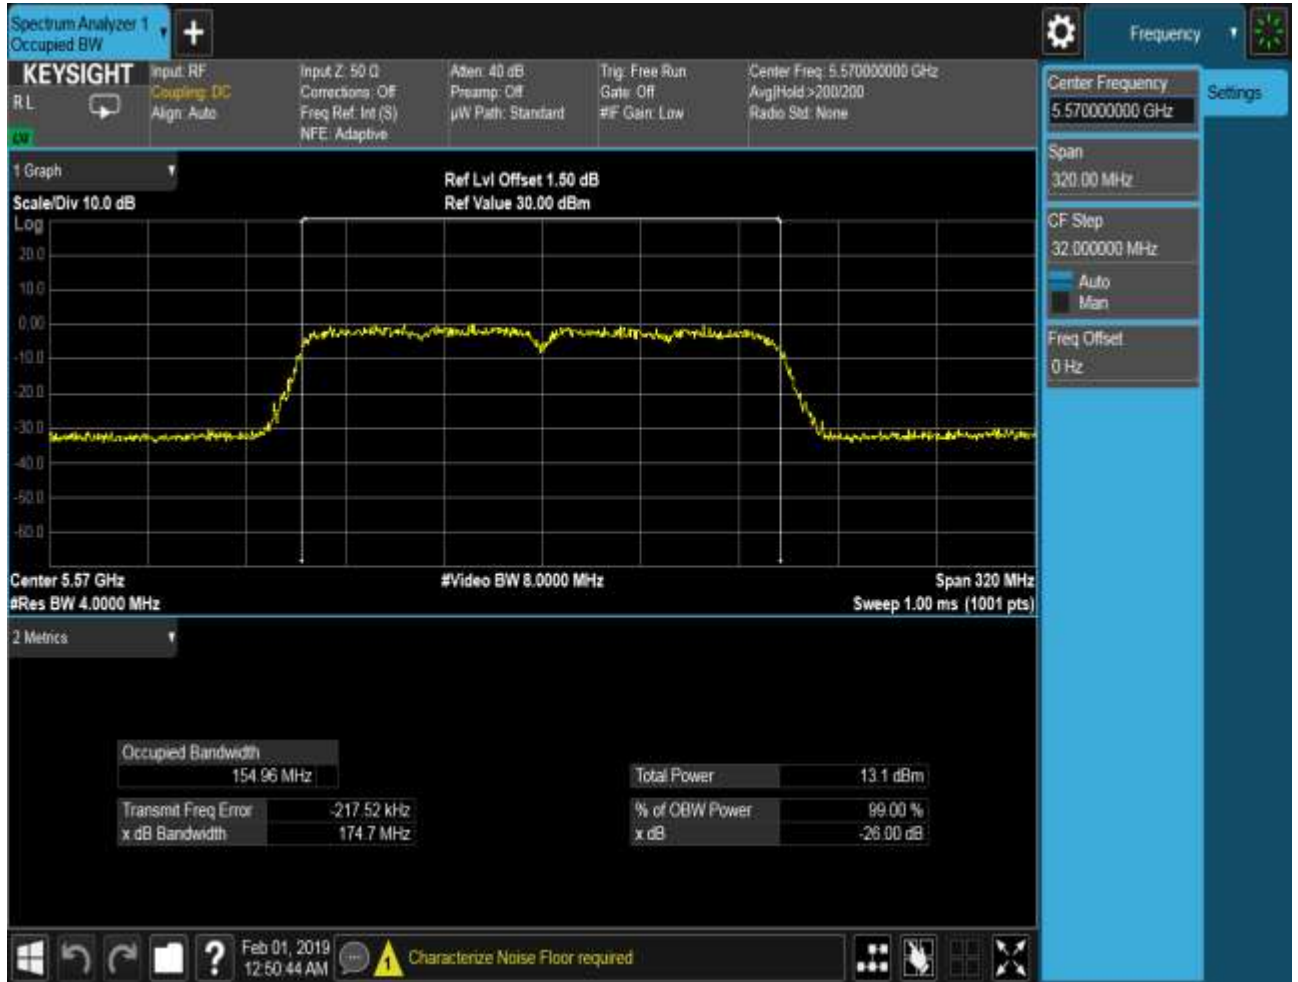 Spectrum Analyzer 1
Occupied BW
Frequency
KEYSIGHT
R L
Input: RF
Coupling: DC
Align: Auto
Input Z: 50 Ω
Corrections: Off
Freq Ref: Int (S)
NFE: Adaptive
Atten: 40 dB
Preamp: Off
µW Path: Standard
Trig: Free Run
Gate: Off
#IF Gain: Low
Center Freq: 5.570000000 GHz
Avg|Hold:>200/200
Radio Std: None
Center Frequency
5.570000000 GHz
Settings
Span
320.00 MHz
CF Step
32.000000 MHz
Auto
Man
Freq Offset
0 Hz
1 Graph
Ref Lvl Offset 1.50 dB
Scale/Div 10.0 dB
Ref Value 30.00 dBm
Log
20.0
10.0
0.00
-10.0
-20.0
-30.0
-40.0
-50.0
-60.0
Center 5.57 GHz
#Video BW 8.0000 MHz
Span 320 MHz
#Res BW 4.0000 MHz
Sweep 1.00 ms (1001 pts)
2 Metrics
Occupied Bandwidth
154.96 MHz
Total Power 13.1 dBm
Transmit Freq Error -217.52 kHz
% of OBW Power 99.00 %
x dB Bandwidth 174.7 MHz
x dB -26.00 dB
?
Feb 01, 2019
12:50:44 AM
1
Characterize Noise Floor required